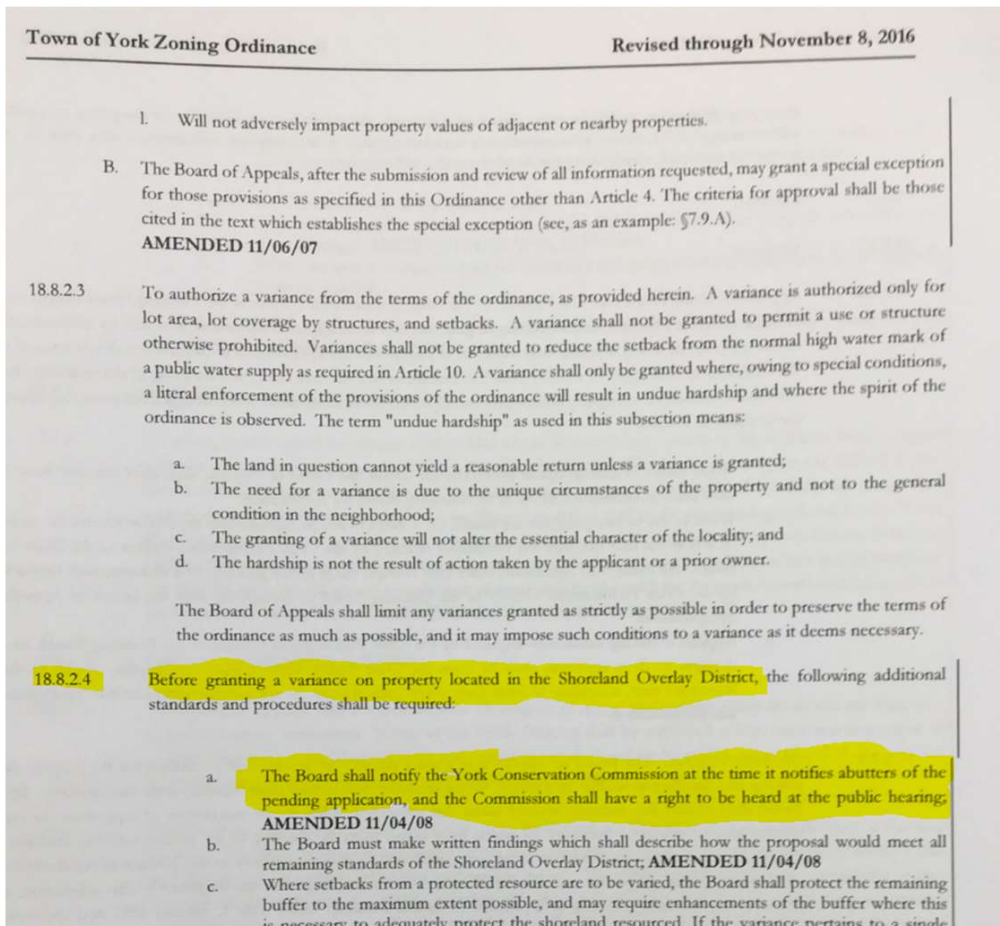 Town of York Zoning Ordinance Revised through November 8, 2016
l. Will not adversely impact property values of adjacent or nearby properties.
B. The Board of Appeals, after the submission and review of all information requested, may grant a special exception
for those provisions as specified in this Ordinance other than Article 4. The criteria for approval shall be those
cited in the text which establishes the special exception (see, as an example: §7.9.A).
AMENDED 11/06/07
18.8.2.3 To authorize a variance from the terms of the ordinance, as provided herein. A variance is authorized only for
lot area, lot coverage by structures, and setbacks. A variance shall not be granted to permit a use or structure
otherwise prohibited. Variances shall not be granted to reduce the setback from the normal high water mark of
a public water supply as required in Article 10. A variance shall only be granted where, owing to special conditions,
a literal enforcement of the provisions of the ordinance will result in undue hardship and where the spirit of the
ordinance is observed. The term "undue hardship" as used in this subsection means:
a. The land in question cannot yield a reasonable return unless a variance is granted;
b. The need for a variance is due to the unique circumstances of the property and not to the general
condition in the neighborhood;
c. The granting of a variance will not alter the essential character of the locality; and
d. The hardship is not the result of action taken by the applicant or a prior owner.
The Board of Appeals shall limit any variances granted as strictly as possible in order to preserve the terms of
the ordinance as much as possible, and it may impose such conditions to a variance as it deems necessary.
18.8.2.4 Before granting a variance on property located in the Shoreland Overlay District, the following additional
standards and procedures shall be required:
a. The Board shall notify the York Conservation Commission at the time it notifies abutters of the
pending application, and the Commission shall have a right to be heard at the public hearing;
AMENDED 11/04/08
b. The Board must make written findings which shall describe how the proposal would meet all
remaining standards of the Shoreland Overlay District; AMENDED 11/04/08
c. Where setbacks from a protected resource are to be varied, the Board shall protect the remaining
buffer to the maximum extent possible, and may require enhancements of the buffer where this
is necessary to adequately protect the shoreland resourced. If the variance pertains to a single